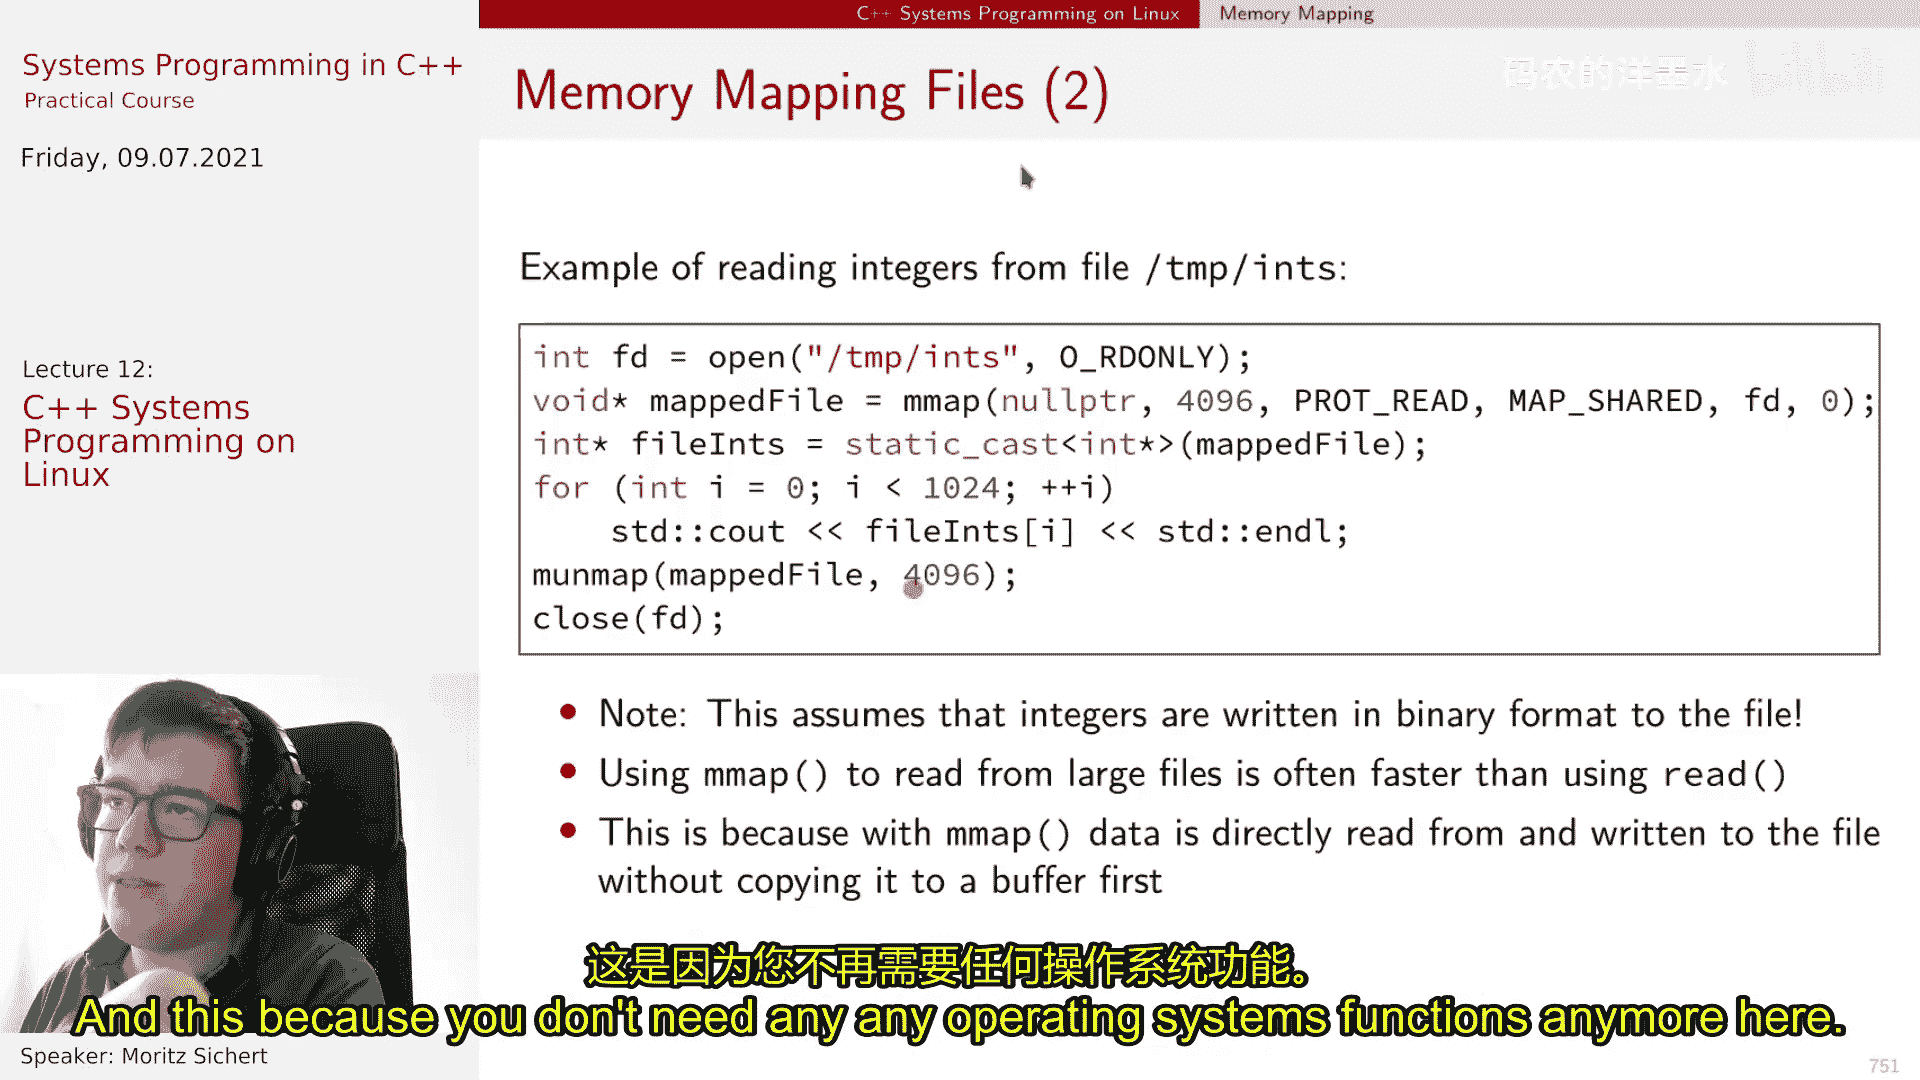 C++ Systems Programming on Linux
Memory Mapping
Systems Programming in C++
Practical Course
Friday, 09.07.2021
Lecture 12:
C++ Systems
Programming on
Linux
Speaker: Moritz Sichert
Memory Mapping Files (2)
码农的洋墨水
bilibili
Example of reading integers from file /tmp/ints:
int fd = open("/tmp/ints", O_RDONLY);
void* mappedFile = mmap(nullptr, 4096, PROT_READ, MAP_SHARED, fd, 0);
int* fileInts = static_cast<int*>(mappedFile);
for (int i = 0; i < 1024; ++i)
    std::cout << fileInts[i] << std::endl;
munmap(mappedFile, 4096);
close(fd);
• Note: This assumes that integers are written in binary format to the file!
• Using mmap() to read from large files is often faster than using read()
• This is because with mmap() data is directly read from and written to the file
without copying it to a buffer first
这是因为您不再需要任何操作系统功能。
And this because you don't need any any operating systems functions anymore here.
751